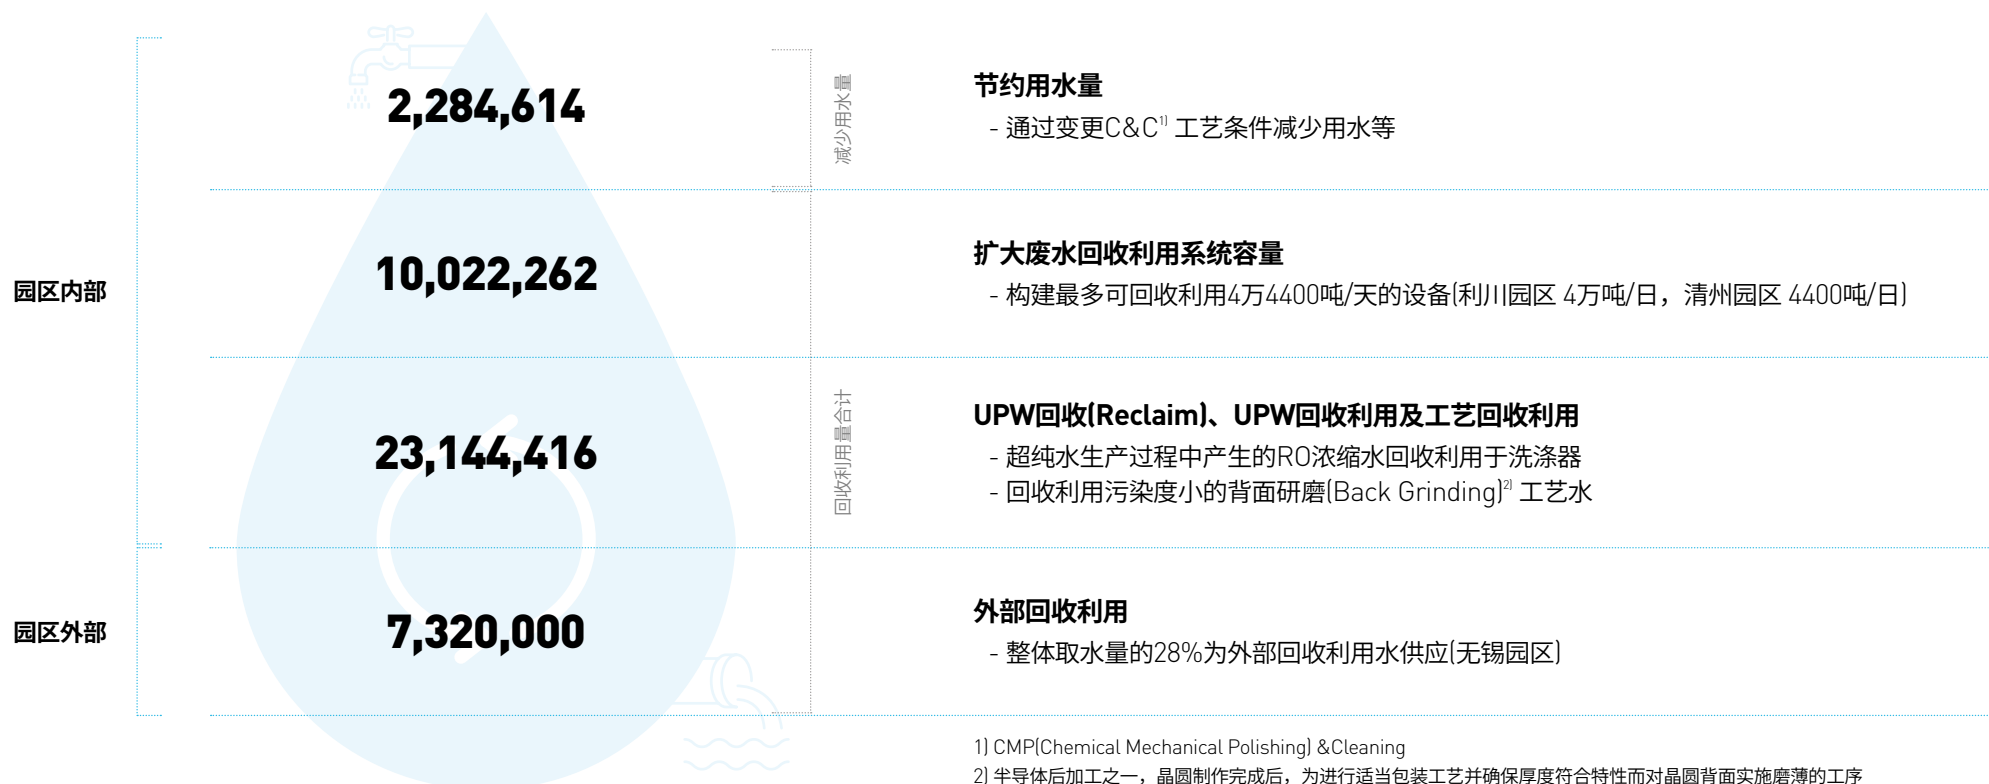 2,284,614
减少用水量
节约用水量
- 通过变更C&C1) 工艺条件减少用水等
园区内部
10,022,262
扩大废水回收利用系统容量
- 构建最多可回收利用4万4400吨/天的设备(利川园区 4万吨/日，清州园区 4400吨/日)
23,144,416
回收利用量合计
UPW回收(Reclaim)、UPW回收利用及工艺回收利用
- 超纯水生产过程中产生的RO浓缩水回收利用于洗涤器
- 回收利用污染度小的背面研磨(Back Grinding)2) 工艺水
园区外部
7,320,000
外部回收利用
- 整体取水量的28%为外部回收利用水供应(无锡园区)
1) CMP(Chemical Mechanical Polishing) &Cleaning
2) 半导体后加工之一，晶圆制作完成后，为进行适当包装工艺并确保厚度符合特性而对晶圆背面实施磨薄的工序